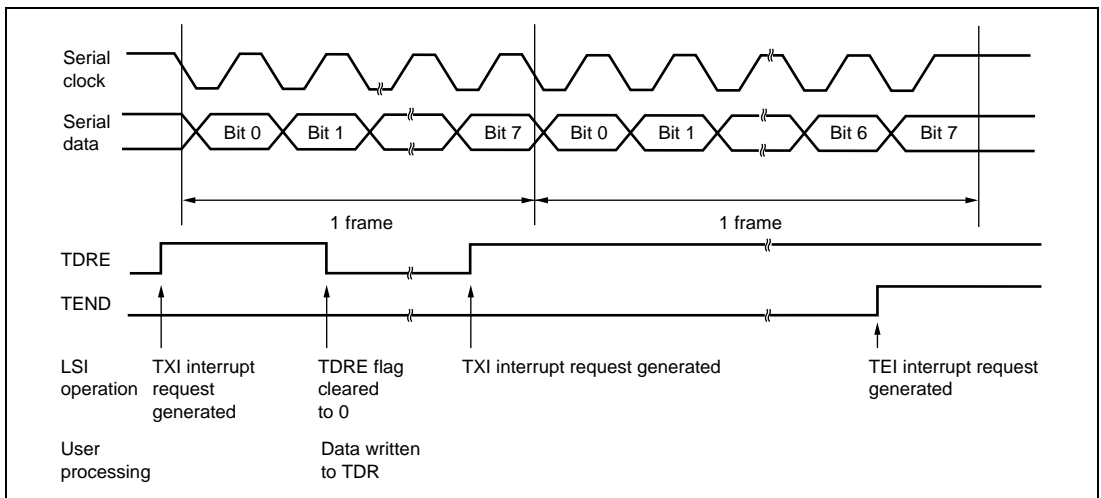 Serial
clock
Serial
data
Bit 0 Bit 1 Bit 7 Bit 0 Bit 1 Bit 6 Bit 7
1 frame 1 frame
TDRE
TEND
LSI
operation
TXI interrupt
request
generated
TDRE flag
cleared
to 0
TXI interrupt request generated
TEI interrupt request
generated
User
processing
Data written
to TDR